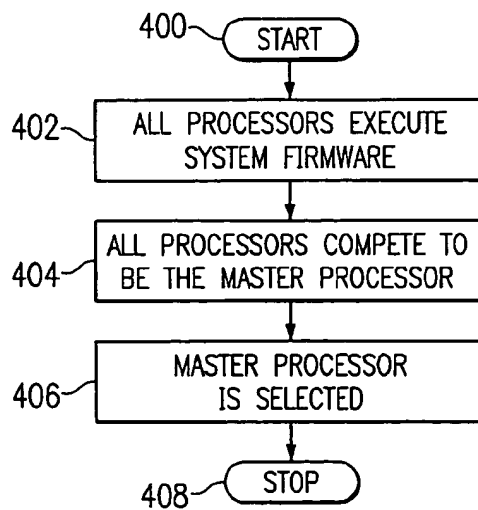 400
START
402
ALL PROCESSORS EXECUTE
SYSTEM FIRMWARE
404
ALL PROCESSORS COMPETE TO
BE THE MASTER PROCESSOR
406
MASTER PROCESSOR
IS SELECTED
408
STOP